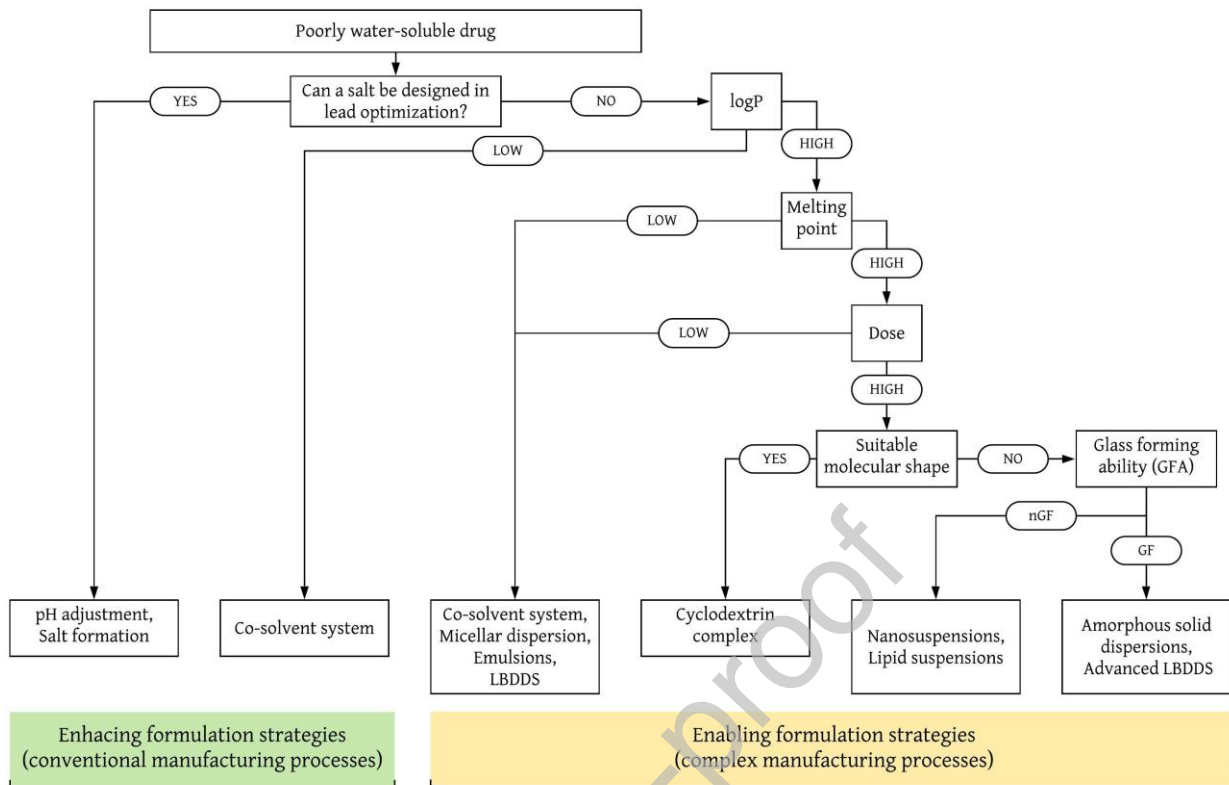 Poorly water-soluble drug
Can a salt be designed in
lead optimization?
YES
NO
logP
LOW
HIGH
Melting
point
LOW
HIGH
Dose
LOW
HIGH
Suitable
molecular shape
YES
NO
Glass forming
ability (GFA)
nGF
GF
pH adjustment,
Salt formation
Co-solvent system
Co-solvent system,
Micellar dispersion,
Emulsions,
LBDDS
Cyclodextrin
complex
Nanosuspensions,
Lipid suspensions
Amorphous solid
dispersions,
Advanced LBDDS
Enhacing formulation strategies
(conventional manufacturing processes)
Enabling formulation strategies
(complex manufacturing processes)